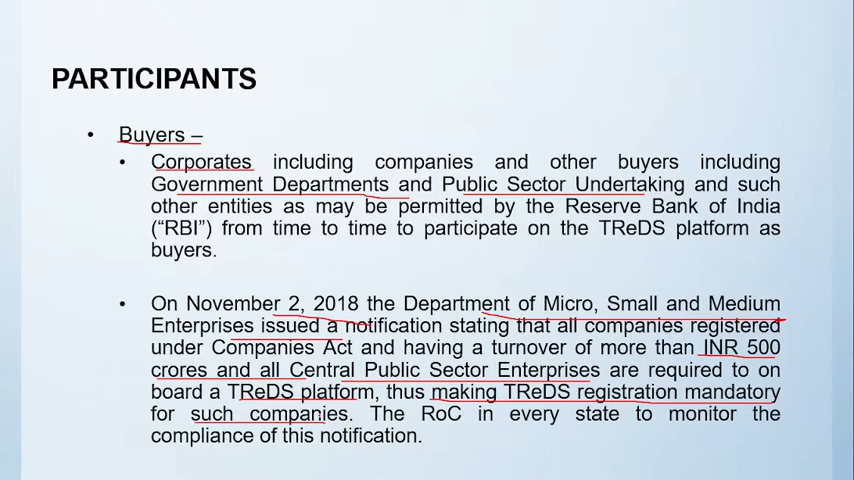 PARTICIPANTS
• Buyers –
• Corporates including companies and other buyers including
Government Departments and Public Sector Undertaking and such
other entities as may be permitted by the Reserve Bank of India
(“RBI”) from time to time to participate on the TReDS platform as
buyers.
• On November 2, 2018 the Department of Micro, Small and Medium
Enterprises issued a notification stating that all companies registered
under Companies Act and having a turnover of more than INR 500
crores and all Central Public Sector Enterprises are required to on
board a TReDS platform, thus making TReDS registration mandatory
for such companies. The RoC in every state to monitor the
compliance of this notification.